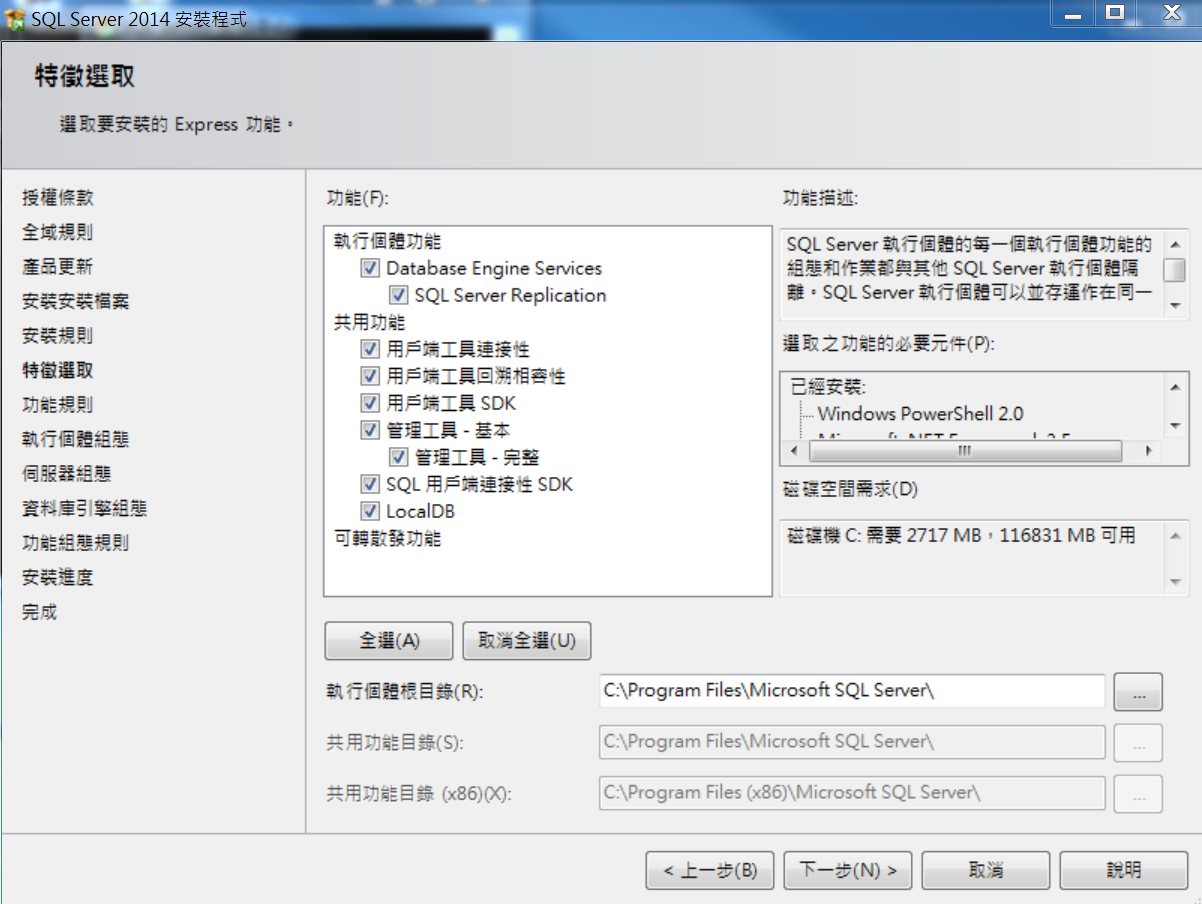 SQL Server 2014 安裝程式
特徵選取
選取要安裝的 Express 功能。
授權條款
全域規則
產品更新
安裝安裝檔案
安裝規則
特徵選取
功能規則
執行個體組態
伺服器組態
資料庫引擎組態
功能組態規則
安裝進度
完成
功能(F):
執行個體功能
Database Engine Services
SQL Server Replication
共用功能
用戶端工具連接性
用戶端工具回溯相容性
用戶端工具 SDK
管理工具 - 基本
管理工具 - 完整
SQL 用戶端連接性 SDK
LocalDB
可轉散發功能
功能描述:
SQL Server 執行個體的每一個執行個體功能的
組態和作業都與其他 SQL Server 執行個體隔
離。SQL Server 執行個體可以並存運作在同一
選取之功能的必要元件(P):
已經安裝:
Windows PowerShell 2.0
磁碟空間需求(D)
磁碟機 C: 需要 2717 MB，116831 MB 可用
全選(A)
取消全選(U)
執行個體根目錄(R):
C:\Program Files\Microsoft SQL Server\
...
共用功能目錄(S):
C:\Program Files\Microsoft SQL Server\
...
共用功能目錄 (x86)(X):
C:\Program Files (x86)\Microsoft SQL Server\
...
< 上一步(B)
下一步(N) >
取消
說明